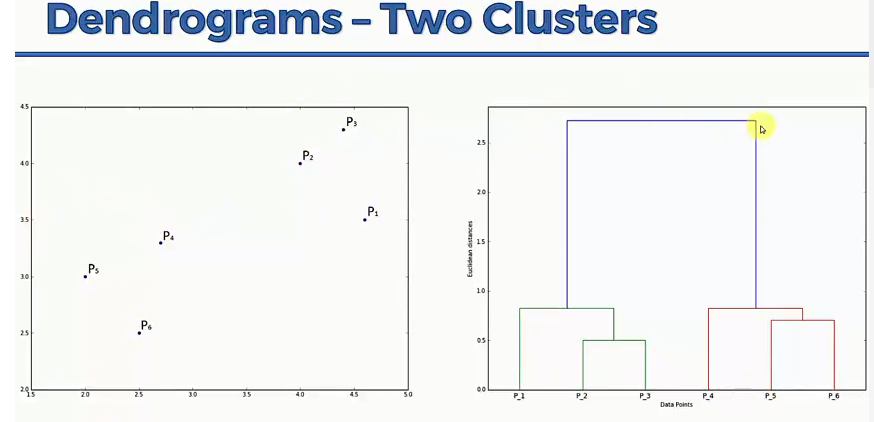 Dendrograms – Two Clusters
4.5
4.0
3.5
3.0
2.5
2.0
1.5
2.0
2.5
3.0
3.5
4.0
4.5
5.0
P₃
P₂
P₁
P₄
P₅
P₆
2.5
2.0
1.5
1.0
0.5
0.0
Euclidean distances
P_1
P_2
P_3
P_4
P_5
P_6
Data Points